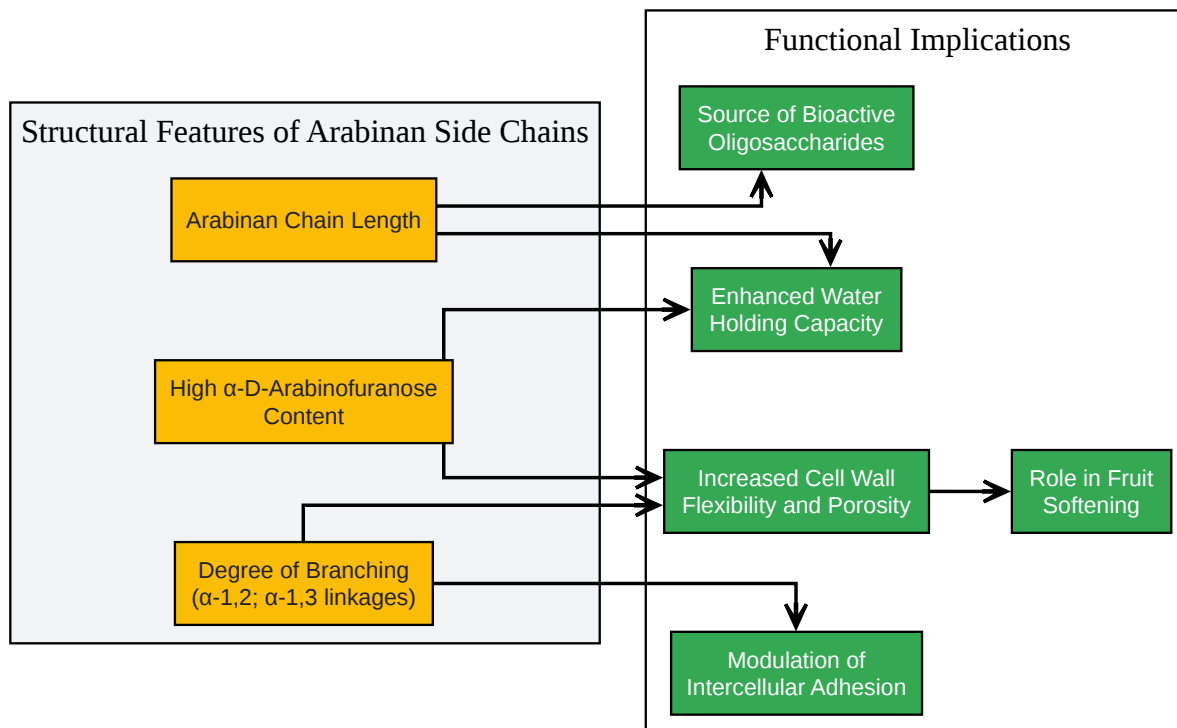 Functional Implications
Structural Features of Arabinan Side Chains
Source of Bioactive
Oligosaccharides
Arabinan Chain Length
Enhanced Water
Holding Capacity
High α-D-Arabinofuranose
Content
Increased Cell Wall
Flexibility and Porosity
Role in Fruit
Softening
Degree of Branching
(α-1,2; α-1,3 linkages)
Modulation of
Intercellular Adhesion